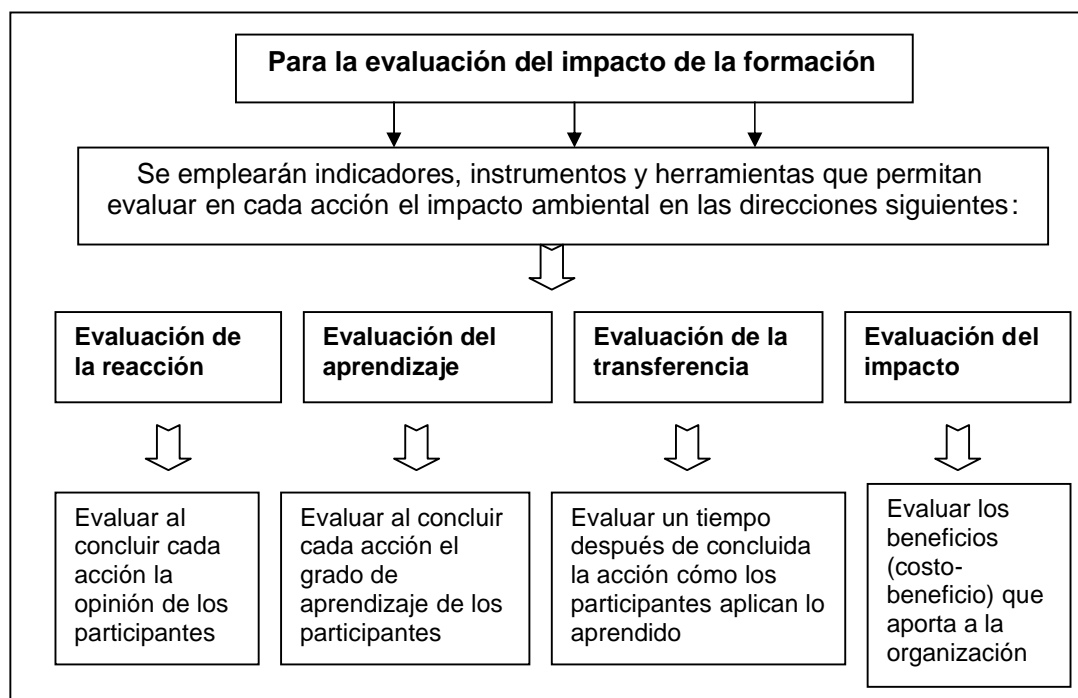 Para la evaluación del impacto de la formación
Se emplearán indicadores, instrumentos y herramientas que permitan
evaluar en cada acción el impacto ambiental en las direcciones siguientes:
Evaluación de
la reacción
Evaluación del
aprendizaje
Evaluación de la
transferencia
Evaluación del
impacto
Evaluar al
concluir cada
acción la
opinión de los
participantes
Evaluar al concluir
cada acción el
grado de
aprendizaje de los
participantes
Evaluar un tiempo
después de concluida
la acción cómo los
participantes aplican lo
aprendido
Evaluar los
beneficios
(costo-
beneficio) que
aporta a la
organización